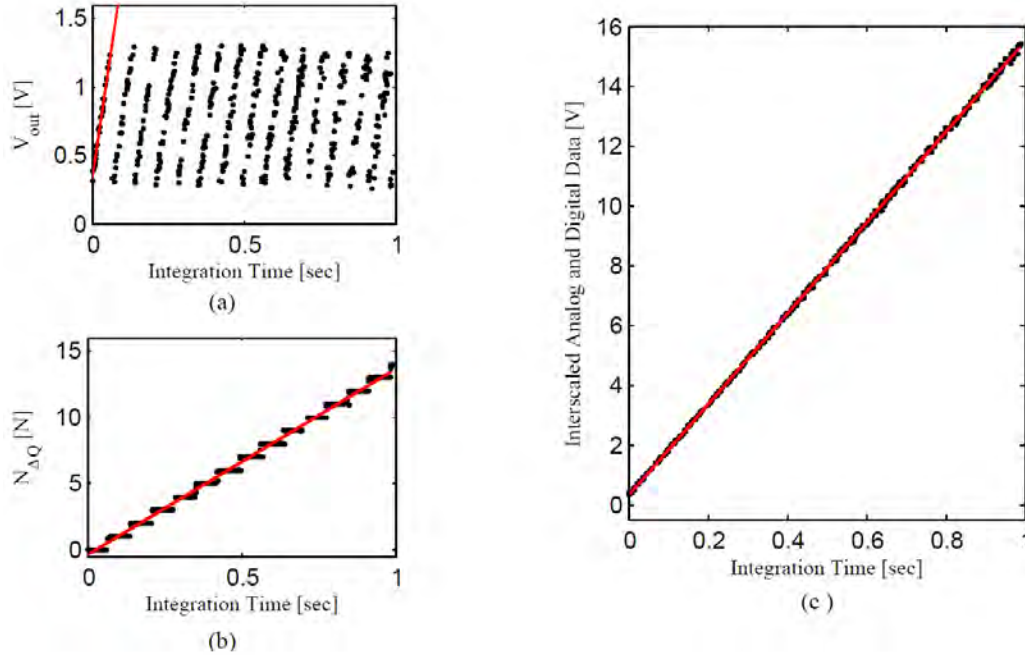 1.5
1
0.5
0
V_out [V]
0 0.5 1
Integration Time [sec]
(a)
15
10
5
0
N_ΔQ [N]
0 0.5 1
Integration Time [sec]
(b)
16
14
12
10
8
6
4
2
0
Interscaled Analog and Digital Data [V]
0 0.2 0.4 0.6 0.8 1
Integration Time [sec]
(c )